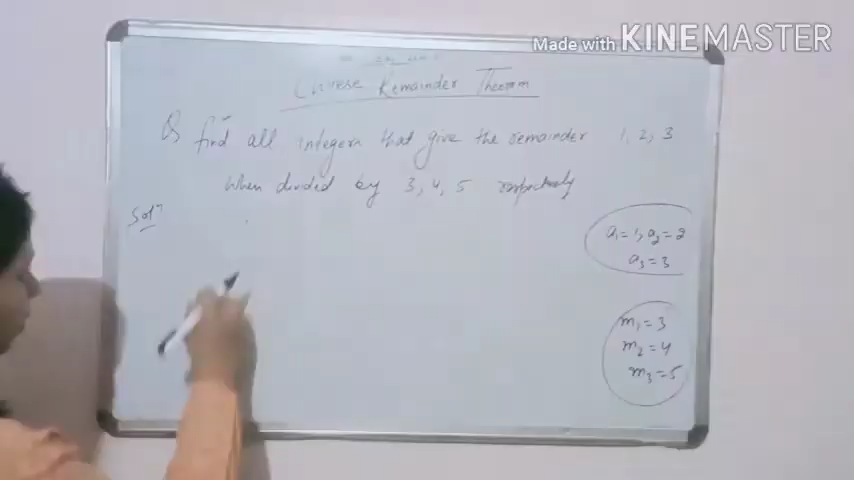 Made with KINEMASTER
Chinese Remainder Theorem
Qs find all integers that give the remainder 1, 2, 3
when divided by 3, 4, 5 respectively
Solⁿ
a₁ = 1, a₂ = 2
a₃ = 3
m₁ = 3
m₂ = 4
m₃ = 5